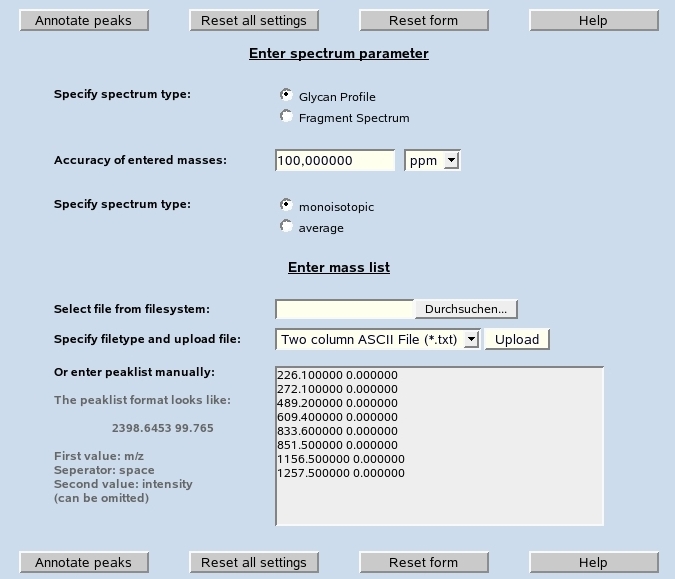 Annotate peaks Reset all settings Reset form Help
Enter spectrum parameter
Specify spectrum type: Glycan Profile
Fragment Spectrum
Accuracy of entered masses: 100,000000 ppm
Specify spectrum type: monoisotopic
average
Enter mass list
Select file from filesystem: Durchsuchen...
Specify filetype and upload file: Two column ASCII File (*.txt) Upload
Or enter peaklist manually:
The peaklist format looks like:
2398.6453 99.765
First value: m/z
Seperator: space
Second value: intensity
(can be omitted)
226.100000 0.000000
272.100000 0.000000
489.200000 0.000000
609.400000 0.000000
833.600000 0.000000
851.500000 0.000000
1156.500000 0.000000
1257.500000 0.000000
Annotate peaks Reset all settings Reset form Help